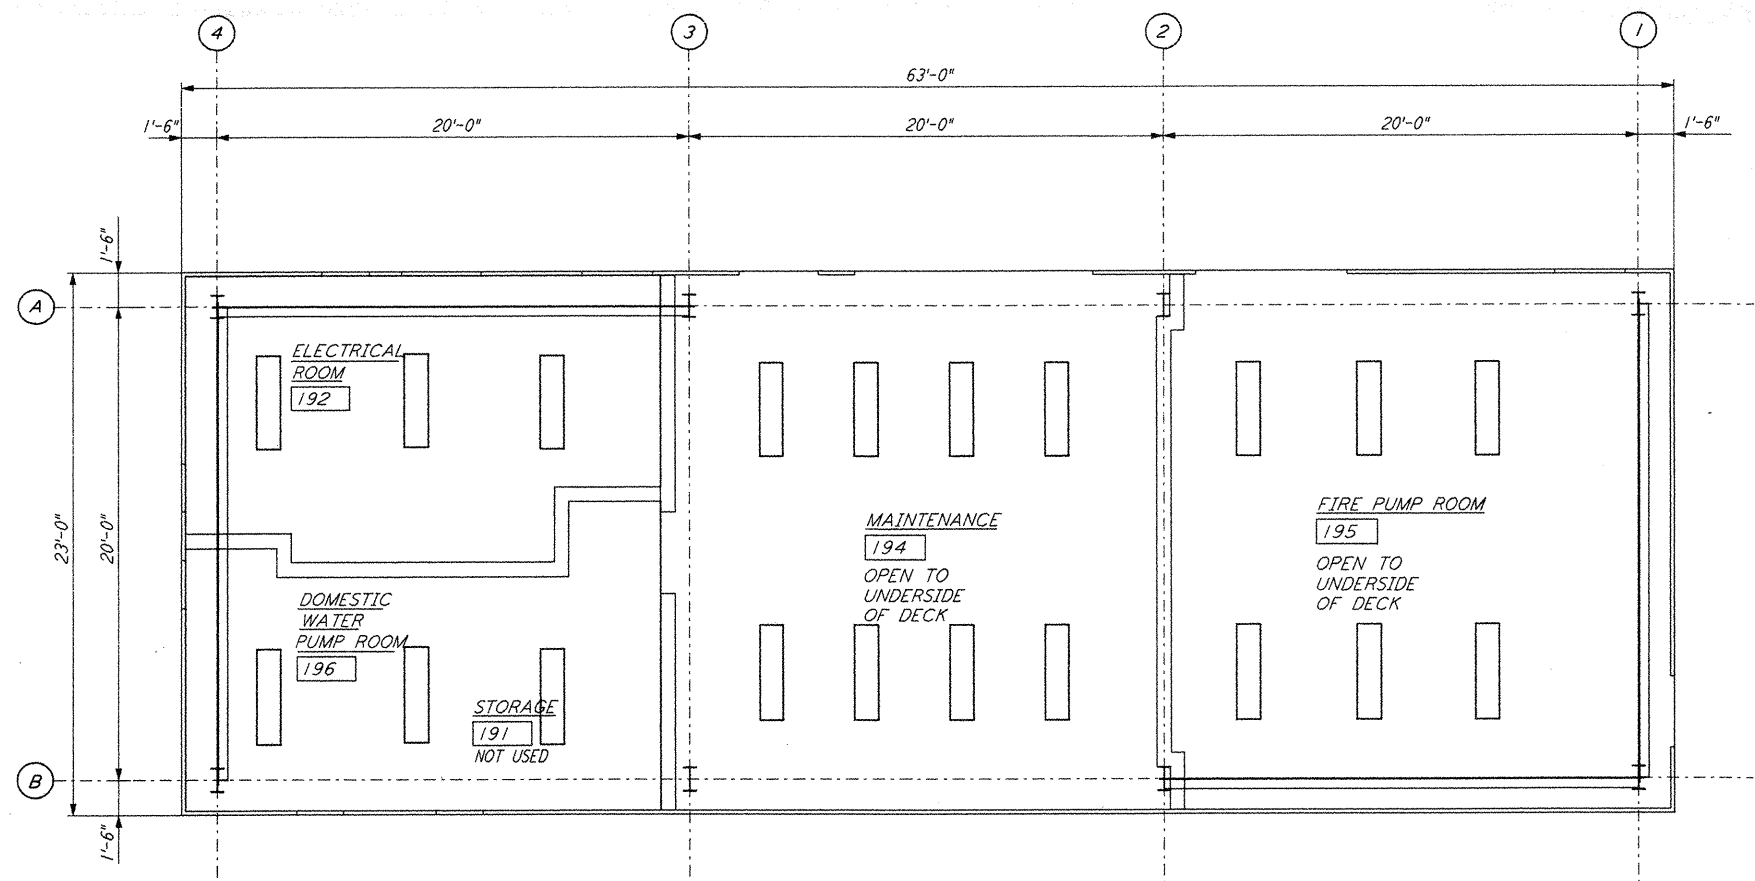 4 3 2 1
63'-0"
1'-6" 20'-0" 20'-0" 20'-0" 1'-6"
1'-6"
A
ELECTRICAL
ROOM
192
23'-0" 20'-0"
MAINTENANCE
194
OPEN TO
UNDERSIDE
OF DECK
FIRE PUMP ROOM
195
OPEN TO
UNDERSIDE
OF DECK
DOMESTIC
WATER
PUMP ROOM
196
STORAGE
191
NOT USED
B
1'-6"